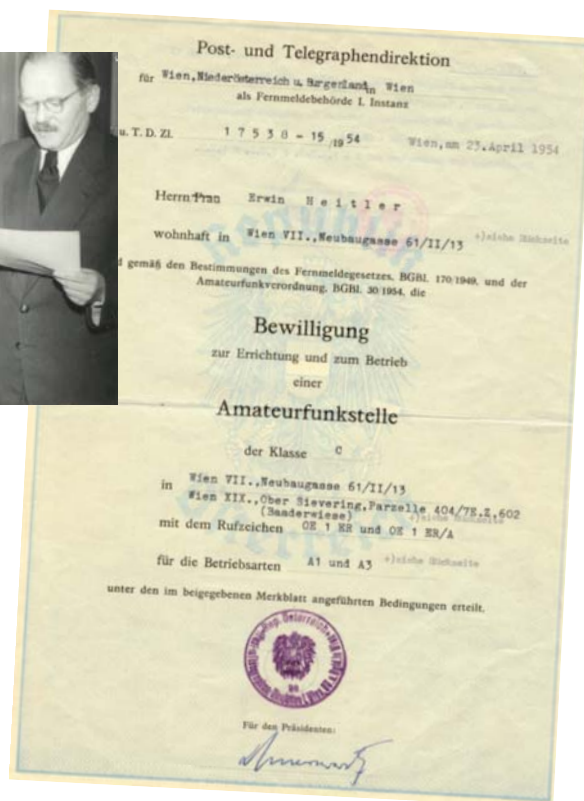 Post- und Telegraphendirektion
für Wien, Niederösterreich u. Burgenland in Wien
als Fernmeldebehörde I. Instanz
u. T. D. Zl. 17538-15/1954 Wien, am 23.April 1954
Herrn/Frau Erwin Heitler
wohnhaft in Wien VII.,Neubaugasse 61/II/13 +)siehe Rückseite
d gemäß den Bestimmungen des Fernmeldegesetzes, BGBl. 170/1949, und der
Amateurfunkverordnung, BGBl. 30/1954, die
Bewilligung
zur Errichtung und zum Betrieb
einer
Amateurfunkstelle
der Klasse C
in Wien VII.,Neubaugasse 61/II/13
Wien XIX.,Ober Sievering,Parzelle 404/7E.Z.602
(Baaderwiese) +)siehe Rückseite
mit dem Rufzeichen OE 1 ER und OE 1 ER/A
für die Betriebsarten A1 und A3 +)siehe Rückseite
unter den im beigegebenen Merkblatt angeführten Bedingungen erteilt.
Für den Präsidenten: